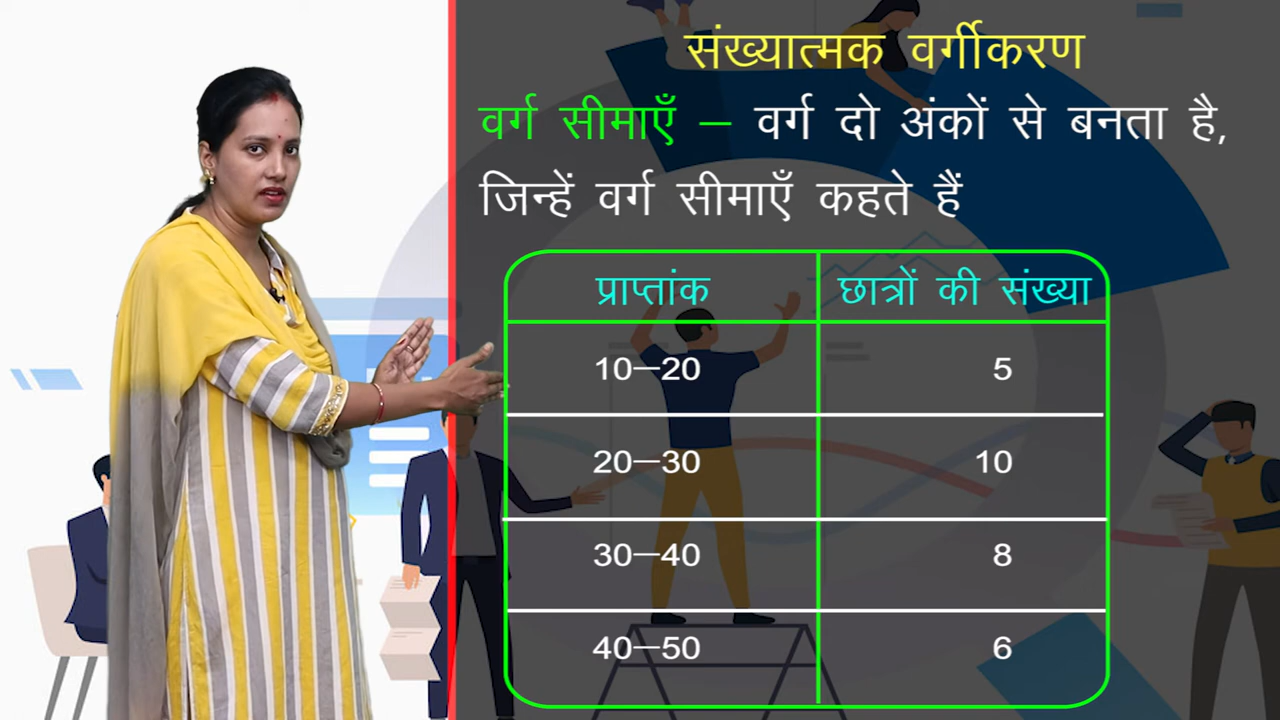 संख्यात्मक वर्गीकरण
वर्ग सीमाएँ – वर्ग दो अंकों से बनता है,
जिन्हें वर्ग सीमाएँ कहते हैं
प्राप्तांक छात्रों की संख्या
10–20 5
20–30 10
30–40 8
40–50 6